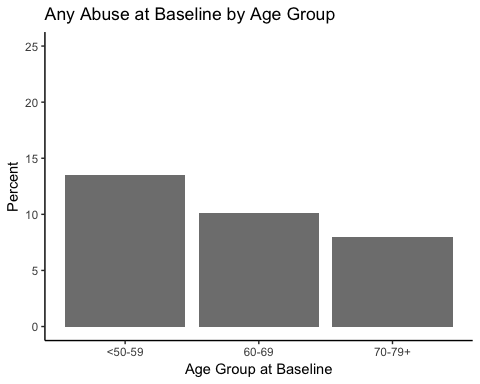 Any Abuse at Baseline by Age Group
25
20
15
10
5
0
Percent
<50-59 60-69 70-79+
Age Group at Baseline